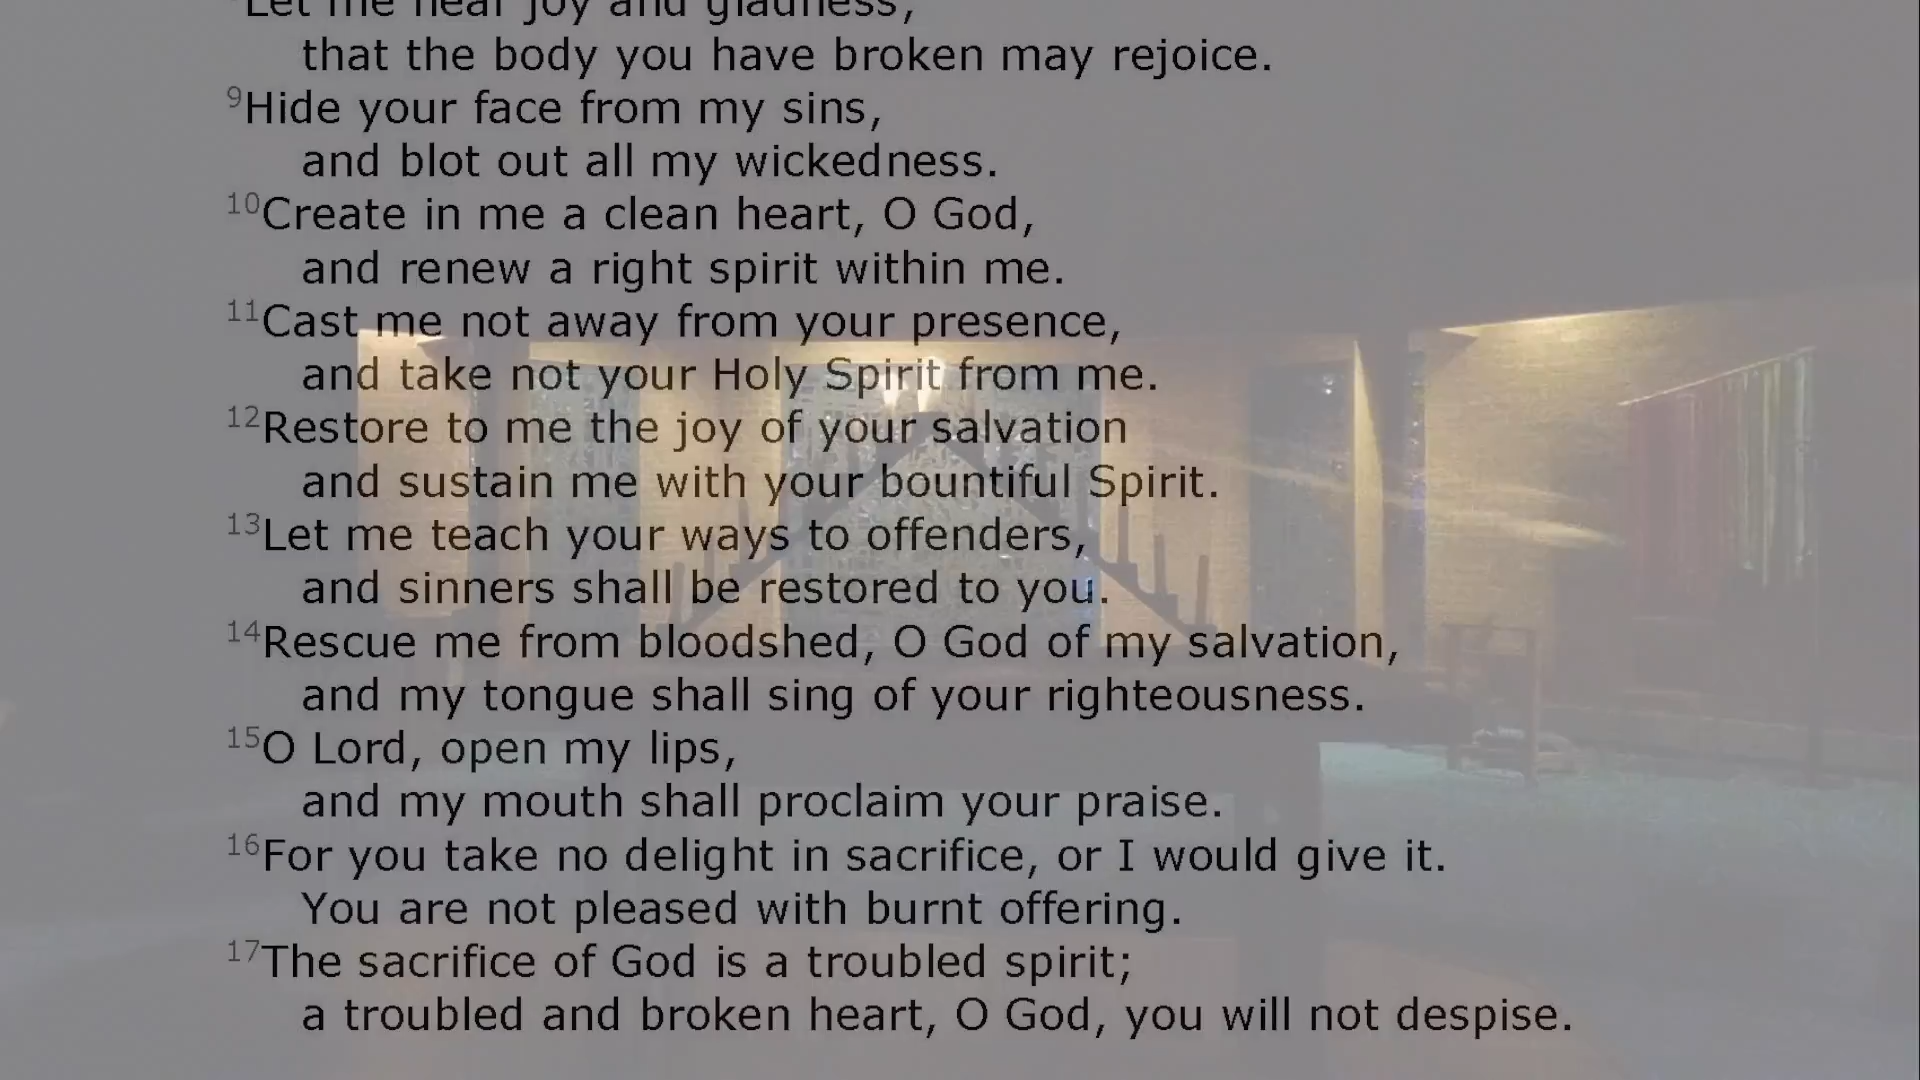 Let me hear joy and gladness,
that the body you have broken may rejoice.
9Hide your face from my sins,
and blot out all my wickedness.
10Create in me a clean heart, O God,
and renew a right spirit within me.
11Cast me not away from your presence,
and take not your Holy Spirit from me.
12Restore to me the joy of your salvation
and sustain me with your bountiful Spirit.
13Let me teach your ways to offenders,
and sinners shall be restored to you.
14Rescue me from bloodshed, O God of my salvation,
and my tongue shall sing of your righteousness.
15O Lord, open my lips,
and my mouth shall proclaim your praise.
16For you take no delight in sacrifice, or I would give it.
You are not pleased with burnt offering.
17The sacrifice of God is a troubled spirit;
a troubled and broken heart, O God, you will not despise.